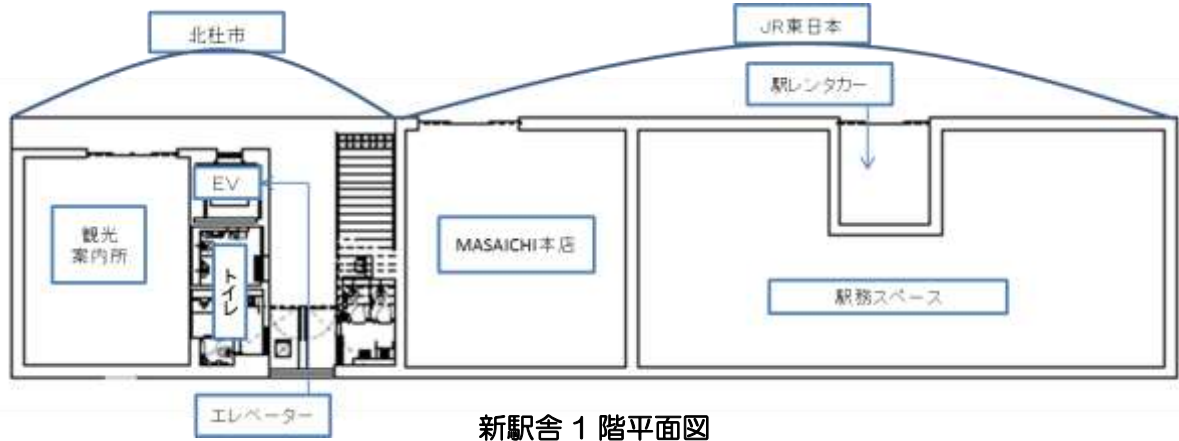 北杜市
JR東日本
駅レンタカー
EV
観光
案内所
トイレ
MASAICHI本店
駅務スペース
エレベーター
新駅舎1階平面図